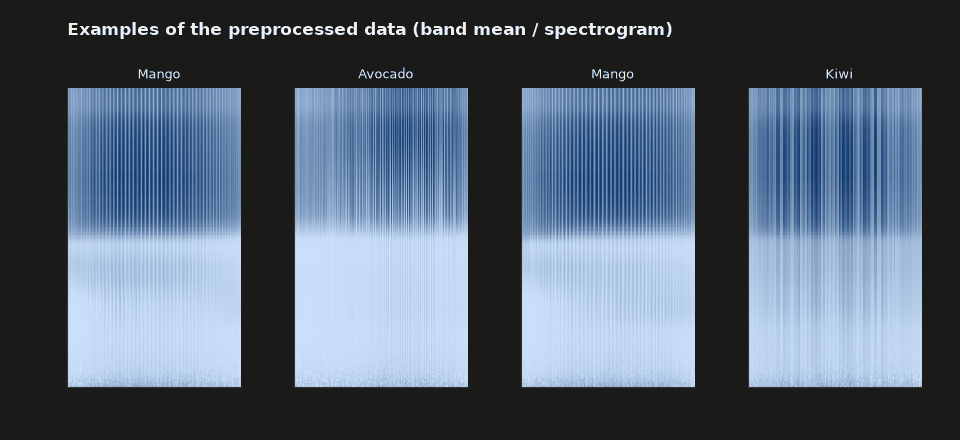 Examples of the preprocessed data (band mean / spectrogram)
Mango
Avocado
Mango
Kiwi